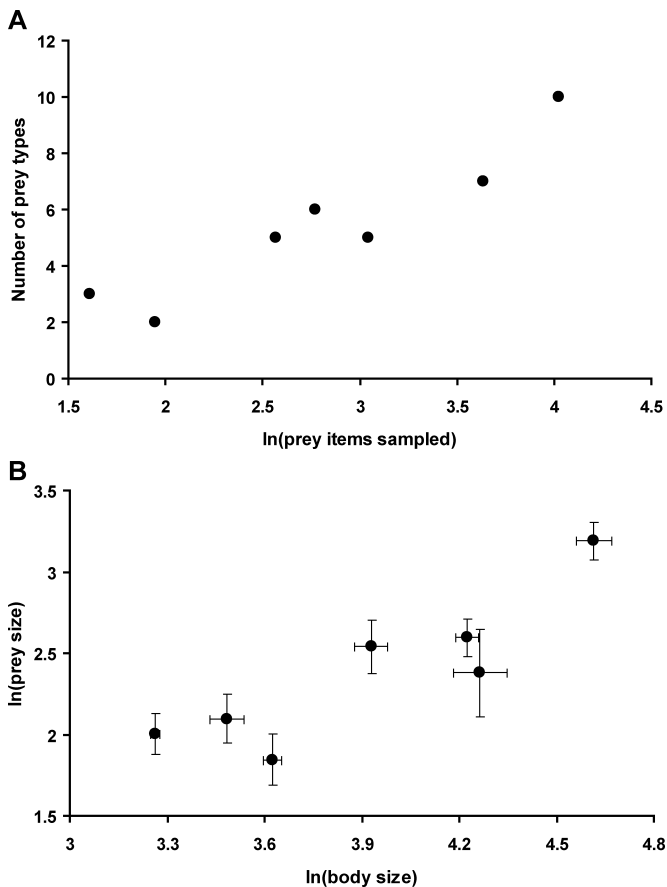 A
12
10
8
6
4
2
0
Number of prey types
1.5 2 2.5 3 3.5 4 4.5
ln(prey items sampled)
B
3.5
3
2.5
2
1.5
ln(prey size)
3 3.3 3.6 3.9 4.2 4.5 4.8
ln(body size)